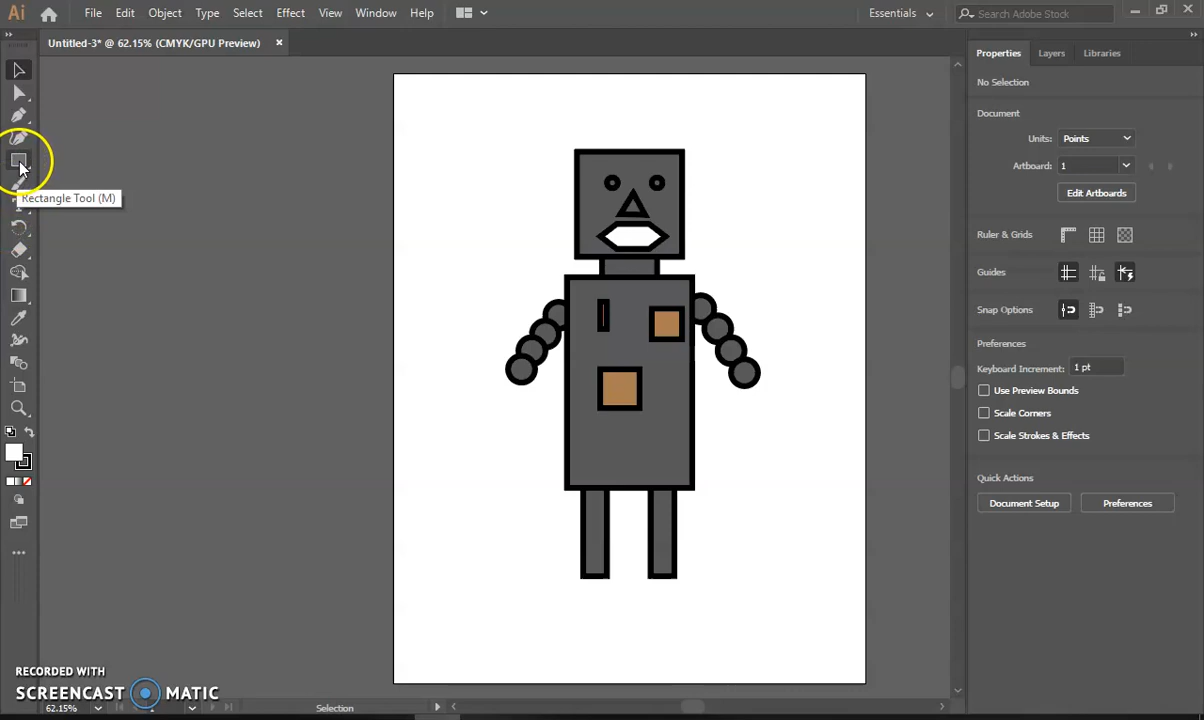 Ai File Edit Object Type Select Effect View Window Help Essentials Search Adobe Stock
Untitled-3* @ 62.15% (CMYK/GPU Preview) ×
Properties Layers Libraries
No Selection
Document
Units: Points
Artboard: 1
Edit Artboards
Rectangle Tool (M)
Ruler & Grids
Guides
Snap Options
Preferences
Keyboard Increment: 1 pt
Use Preview Bounds
Scale Corners
Scale Strokes & Effects
Quick Actions
Document Setup Preferences
RECORDED WITH
SCREENCAST MATIC
62.15% Selection